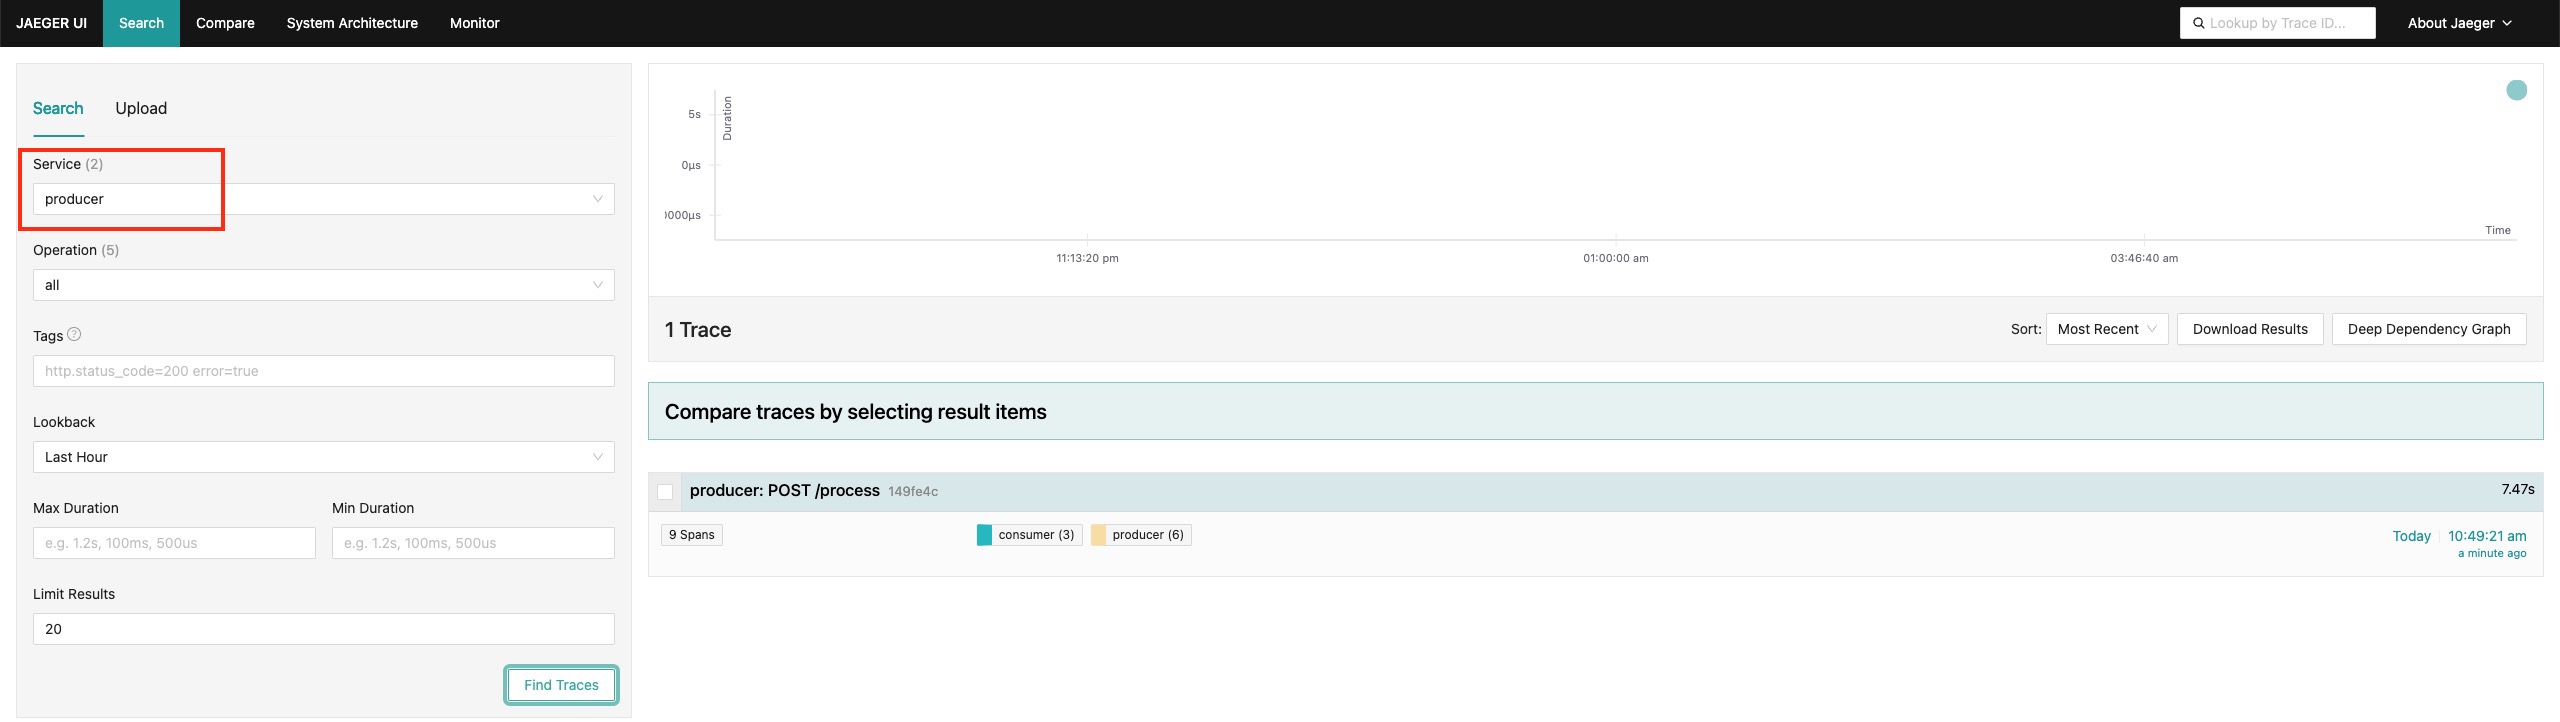 JAEGER UI Search Compare System Architecture Monitor Lookup by Trace ID... About Jaeger
Search Upload
Service (2)
producer
Operation (5)
all
Tags ?
http.status_code=200 error=true
Lookback
Last Hour
Max Duration Min Duration
e.g. 1.2s, 100ms, 500us e.g. 1.2s, 100ms, 500us
Limit Results
20
Find Traces
Duration
5s
0µs
0000µs
Time
11:13:20 pm 01:00:00 am 03:46:40 am
1 Trace Sort: Most Recent Download Results Deep Dependency Graph
Compare traces by selecting result items
producer: POST /process 149fe4c 7.47s
9 Spans consumer (3) producer (6) Today 10:49:21 am
a minute ago